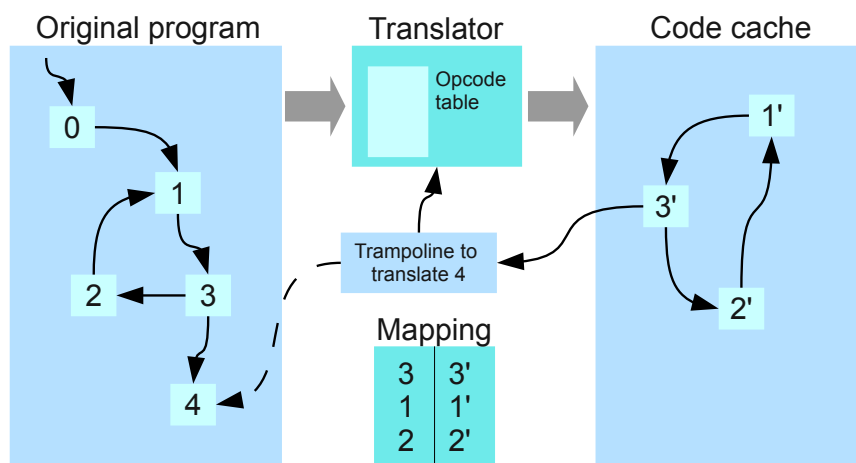 Original program
Translator
Code cache
Opcode
table
0
1
2
3
4
Trampoline to
translate 4
1'
3'
2'
Mapping
3 3'
1 1'
2 2'